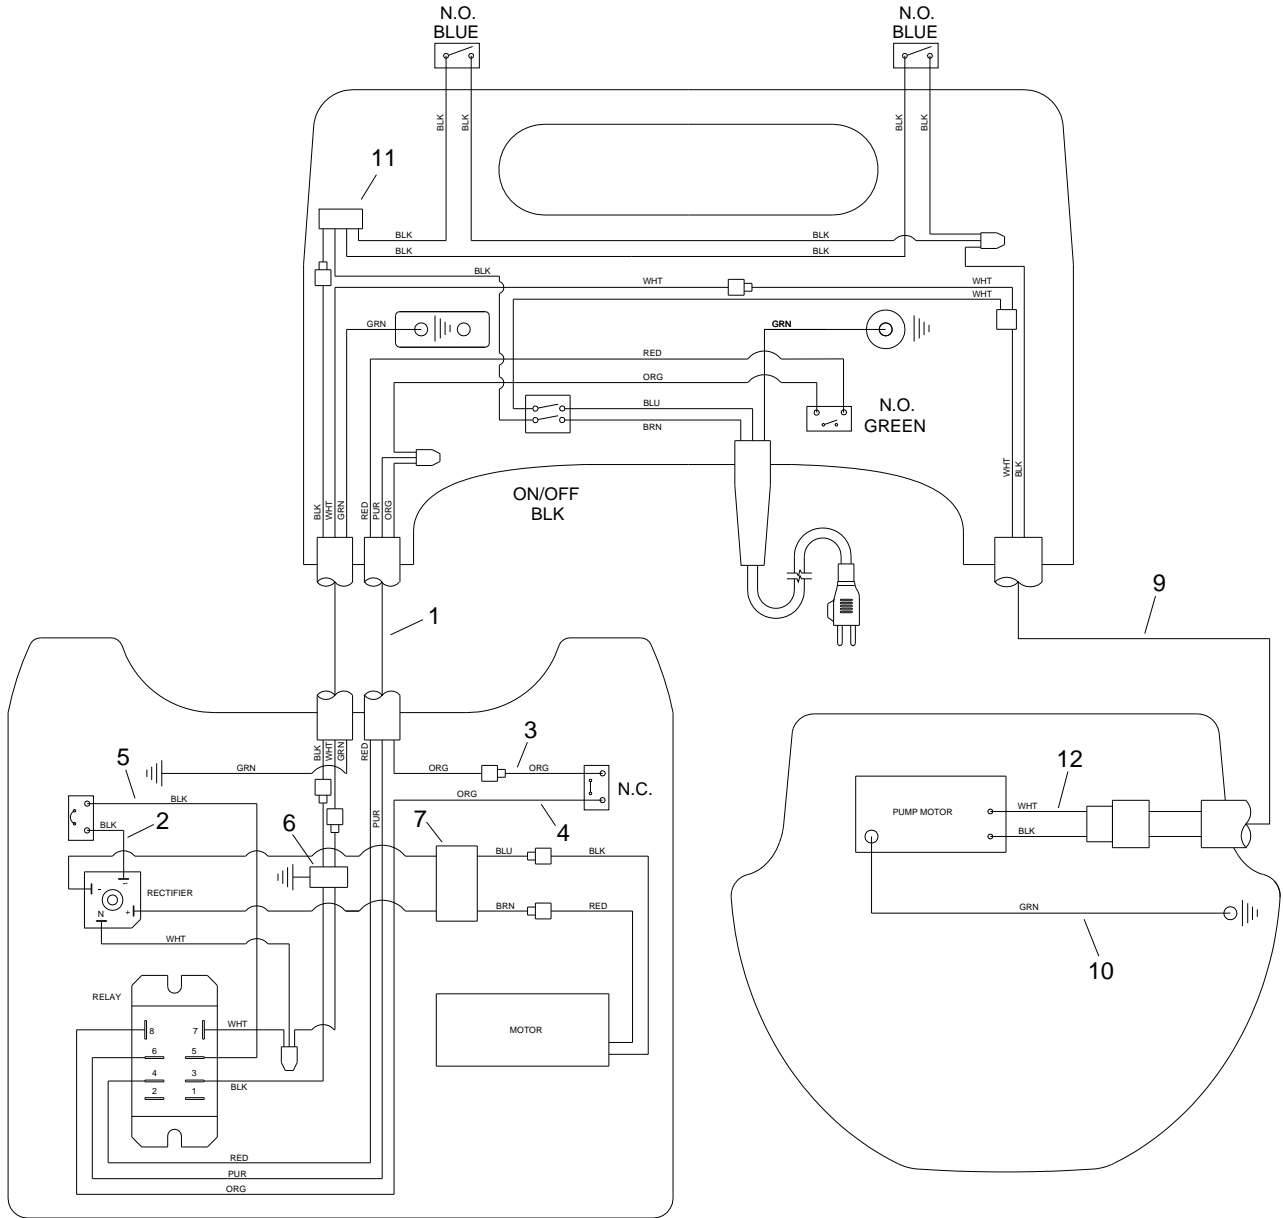 N.O.
BLUE
N.O.
BLUE
BLK
BLK
BLK
BLK
11
BLK
BLK
BLK
BLK
BLK
WHT
WHT
WHT
GRN
GRN
RED
ORG
BLU
BRN
N.O.
GREEN
ON/OFF
BLK
BLK
WHT
GRN
RED
PUR
ORG
WHT
BLK
1
9
BLK
WHT
GRN
RED
PUR
GRN
ORG
ORG
3
N.C.
ORG
4
5
BLK
BLK
2
6
7
BLU
BLK
BRN
RED
RECTIFIER
-
~
N
+
WHT
RELAY
8
7
6
5
4
3
2
1
WHT
BLK
MOTOR
RED
PUR
ORG
PUMP MOTOR
WHT
BLK
12
GRN
10